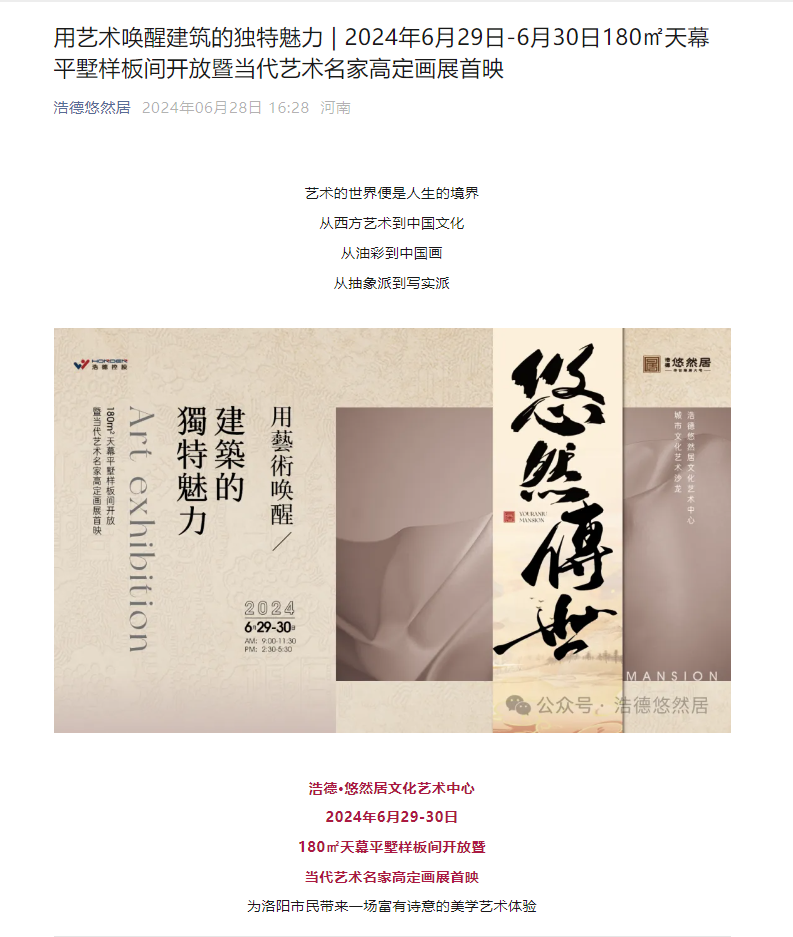 用艺术唤醒建筑的独特魅力 | 2024年6月29日-6月30日180㎡天幕
平墅样板间开放暨当代艺术名家高定画展首映
浩德悠然居 2024年06月28日 16:28 河南
艺术的世界便是人生的境界
从西方艺术到中国文化
从油彩到中国画
从抽象派到写实派
HORDER
浩德控股
用藝術唤醒
建築的
獨特魅力
Art exhibition
180m² 天幕平墅样板间开放
暨当代艺术名家高定画展首映
2024
6月29-30日
AM: 9:00-11:30
PM: 2:30-5:30
悠然傳世
YOURANJU
MANSION
浩德
悠然居
浩德悠然居文化艺术中心
城市文化艺术沙龙
MANSION
公众号 · 浩德悠然居
浩德•悠然居文化艺术中心
2024年6月29-30日
180㎡天幕平墅样板间开放暨
当代艺术名家高定画展首映
为洛阳市民带来一场富有诗意的美学艺术体验